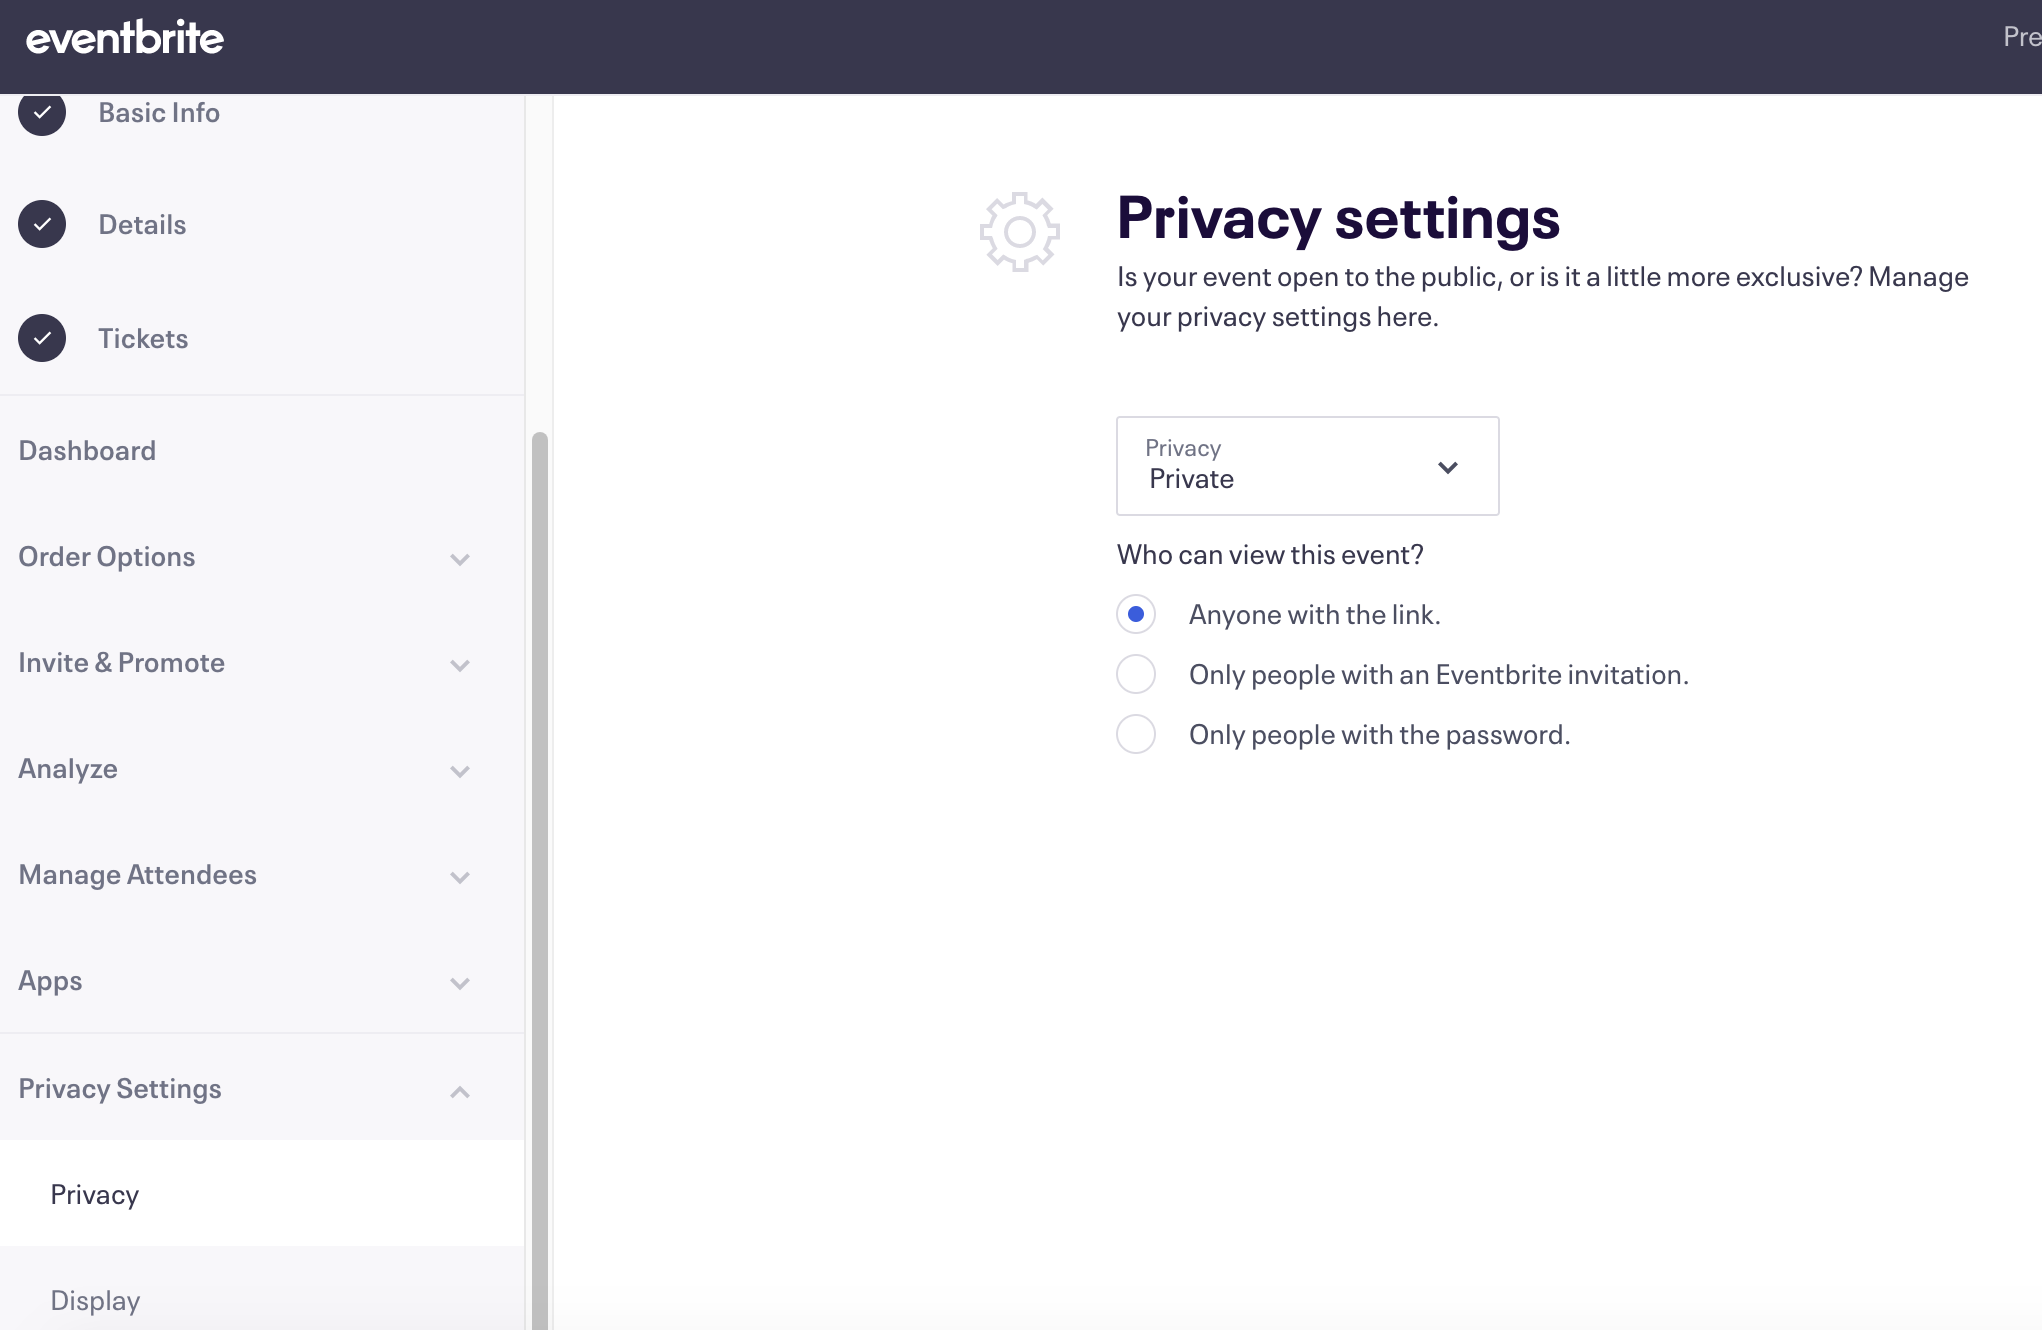 eventbrite
Pre
Basic Info
Details
Tickets
Dashboard
Order Options
Invite & Promote
Analyze
Manage Attendees
Apps
Privacy Settings
Privacy
Display
Privacy settings
Is your event open to the public, or is it a little more exclusive? Manage
your privacy settings here.
Privacy
Private
Who can view this event?
Anyone with the link.
Only people with an Eventbrite invitation.
Only people with the password.